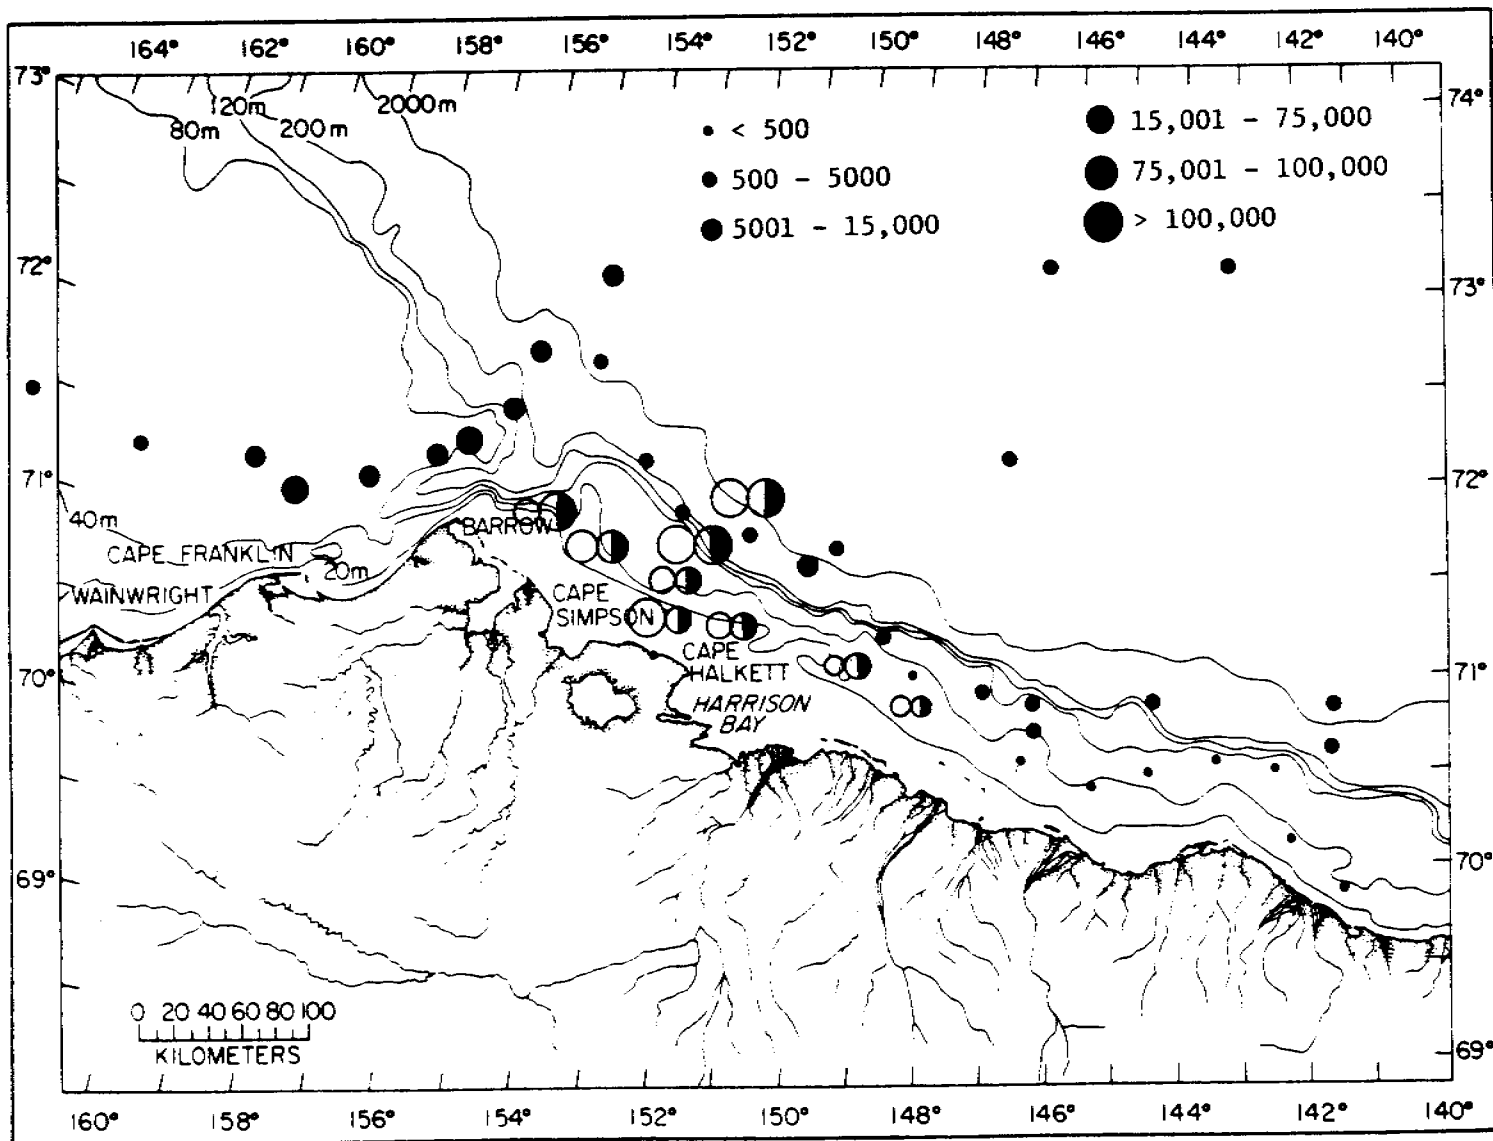 164° 162° 160° 158° 156° 154° 152° 150° 148° 146° 144° 142° 140°
73°
74°
120m
2000m
80m
200m
< 500
15,001 - 75,000
500 - 5000
75,001 - 100,000
5001 - 15,000
> 100,000
72°
73°
71°
72°
40m
BARROW
CAPE FRANKLIN
20m
WAINWRIGHT
CAPE
SIMPSON
CAPE
HALKETT
70°
71°
HARRISON
BAY
69°
70°
0 20 40 60 80 100
KILOMETERS
69°
160° 158° 156° 154° 152° 150° 148° 146° 144° 142° 140°